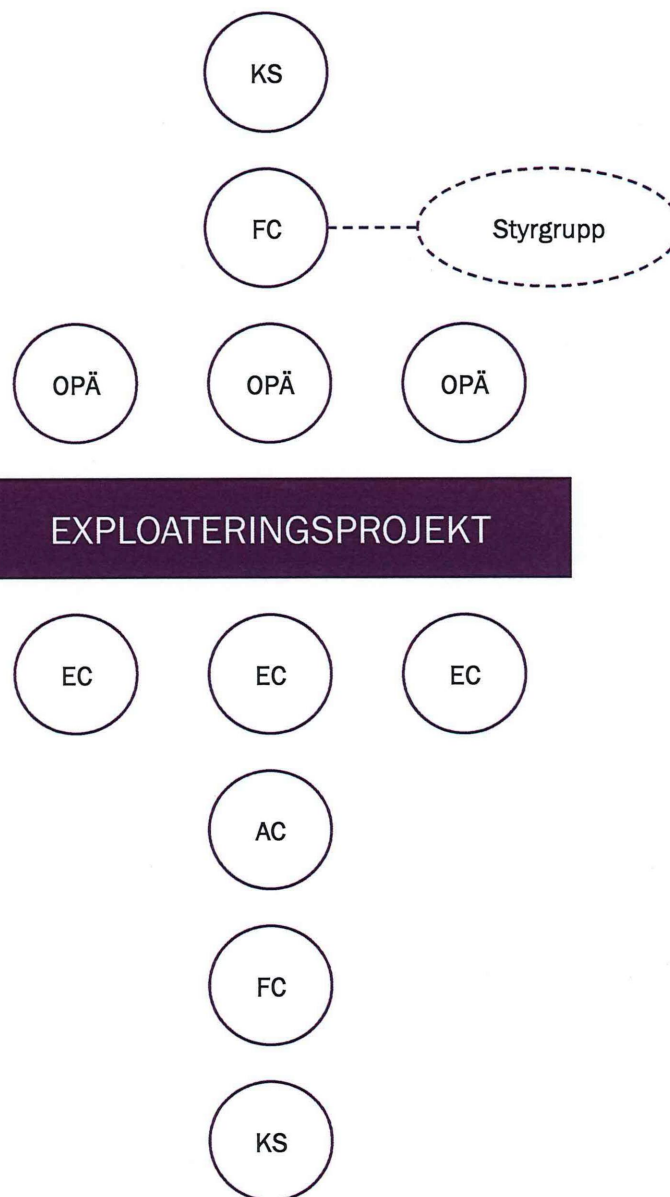 KS
FC
Styrgrupp
OPÄ OPÄ OPÄ
EXPLOATERINGSPROJEKT
EC EC EC
AC
FC
KS